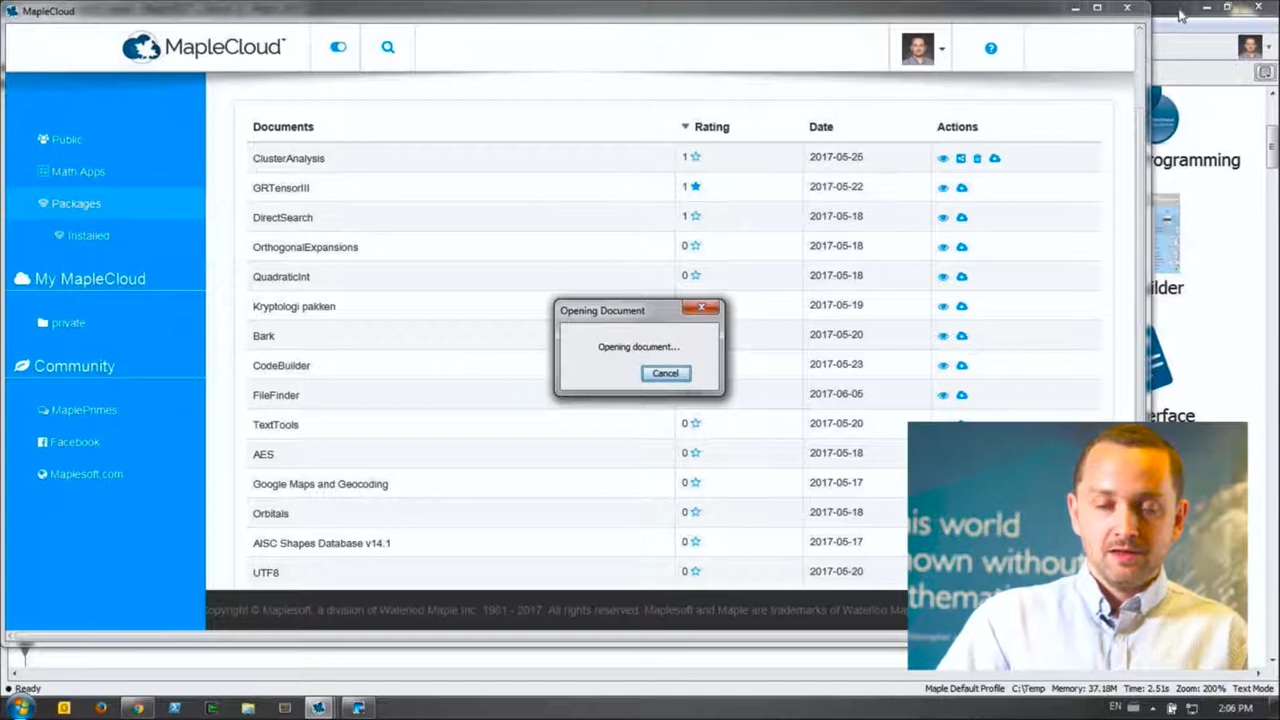 MapleCloud
MapleCloud™
Public
Math Apps
Packages
Installed
My MapleCloud
private
Community
MaplePrimes
Facebook
Maplesoft.com
Documents Rating Date Actions
ClusterAnalysis 1 2017-05-25
GRTensorIII 1 2017-05-22
DirectSearch 1 2017-05-18
OrthogonalExpansions 0 2017-05-18
QuadraticInt 0 2017-05-18
Kryptologi pakken 2017-05-19
Bark 2017-05-20
CodeBuilder 2017-05-23
FileFinder 2017-06-05
TextTools 0 2017-05-20
AES 0 2017-05-18
Google Maps and Geocoding 0 2017-05-17
Orbitals 0 2017-05-18
AISC Shapes Database v14.1 0 2017-05-17
UTF8 0 2017-05-20
Opening Document
Opening document...
Cancel
opyright © Maplesoft, a division of Waterloo Maple Inc. 1981 - 2017. All rights reserved. Maplesoft and Maple are trademarks of Waterloo M
rogramming
ilder
erface
his world
own without
themat
Ready
Maple Default Profile C:\Temp Memory: 37.18M Time: 2.51s Zoom: 200% Text Mode
EN 2:06 PM